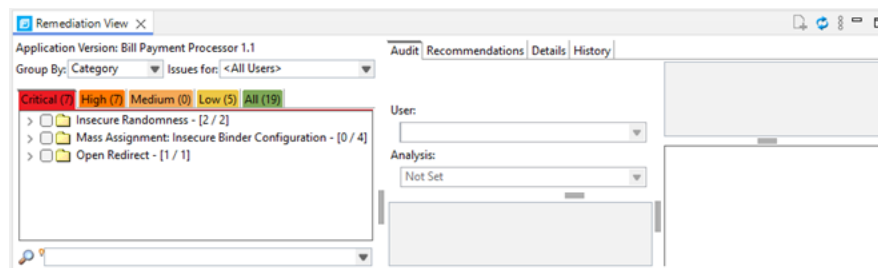 Remediation View
Application Version: Bill Payment Processor 1.1
Group By: Category Issues for: <All Users>
Critical (7) High (7) Medium (0) Low (5) All (19)
Insecure Randomness - [2 / 2]
Mass Assignment: Insecure Binder Configuration - [0 / 4]
Open Redirect - [1 / 1]
Audit Recommendations Details History
User:
Analysis:
Not Set